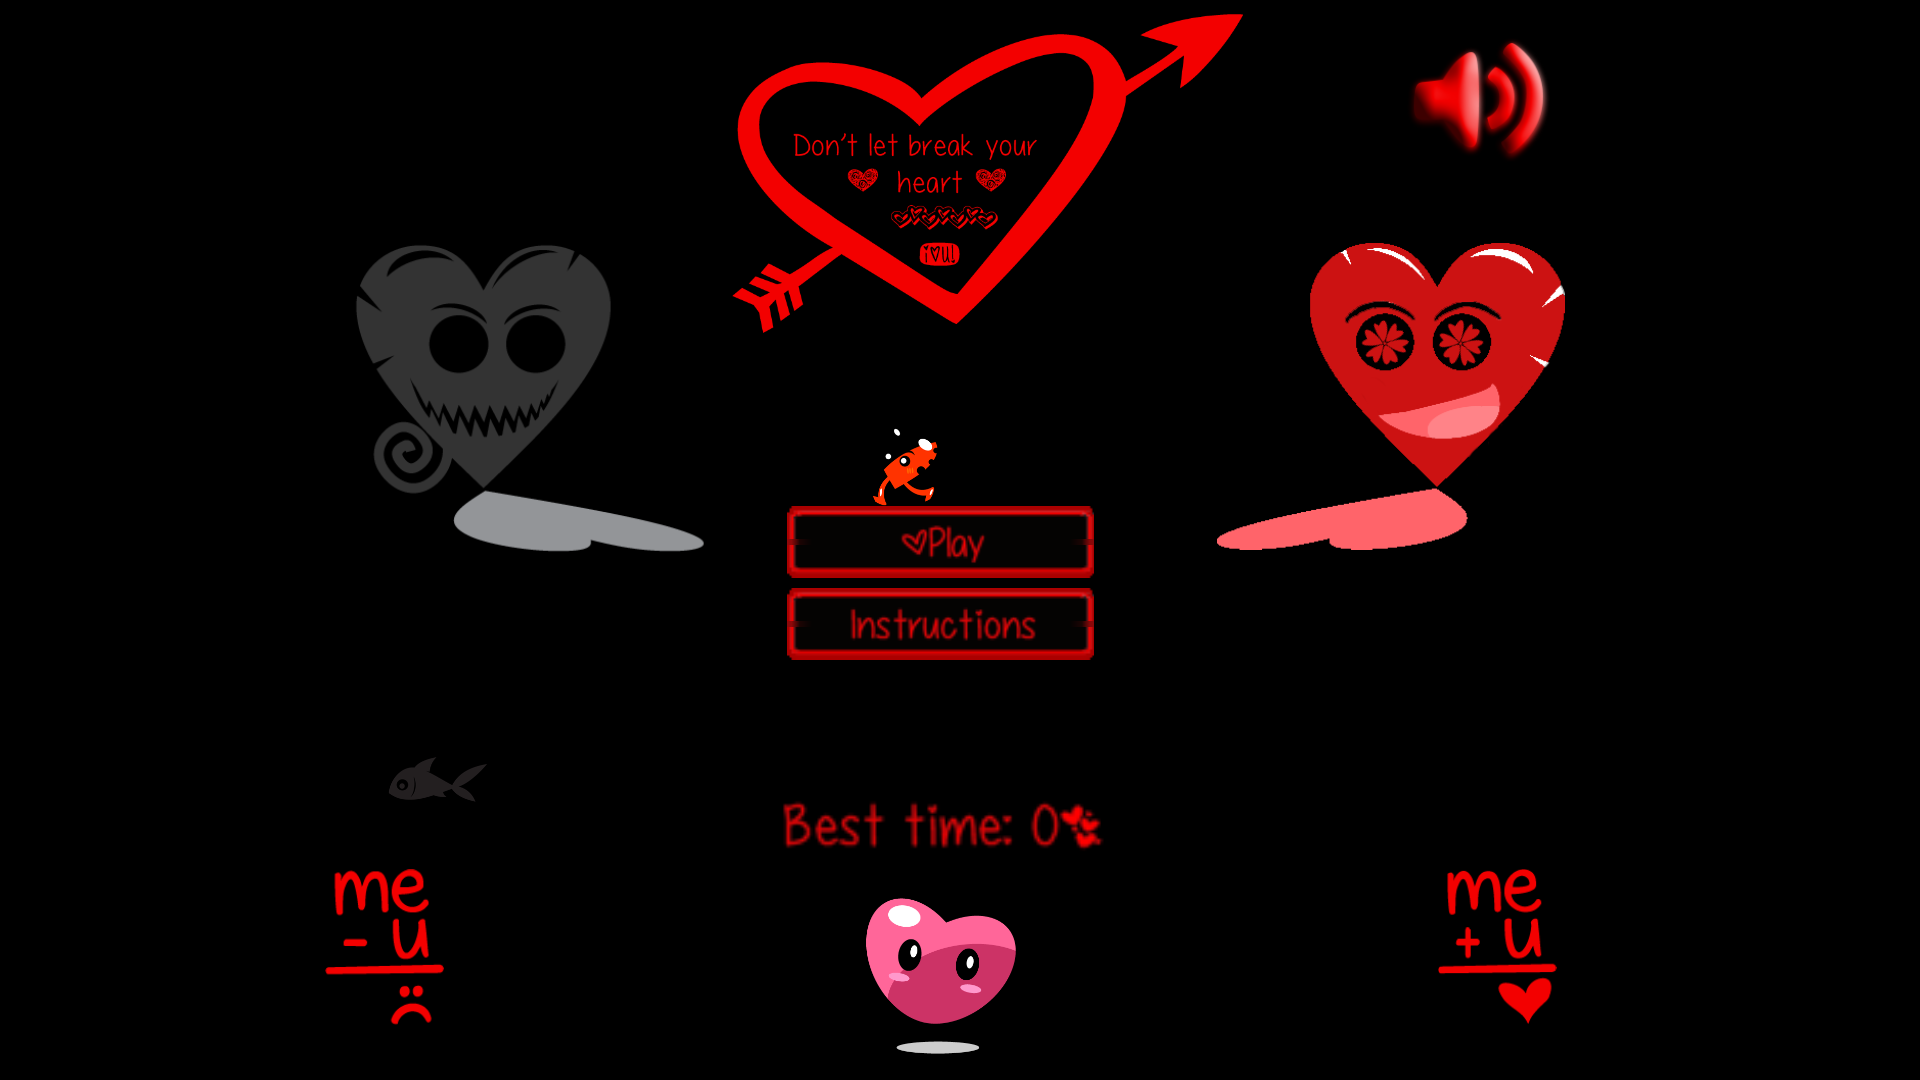 Don't let break your
heart
i♥u!
Play
Instructions
Best time: 0
me
- u
me
+ u